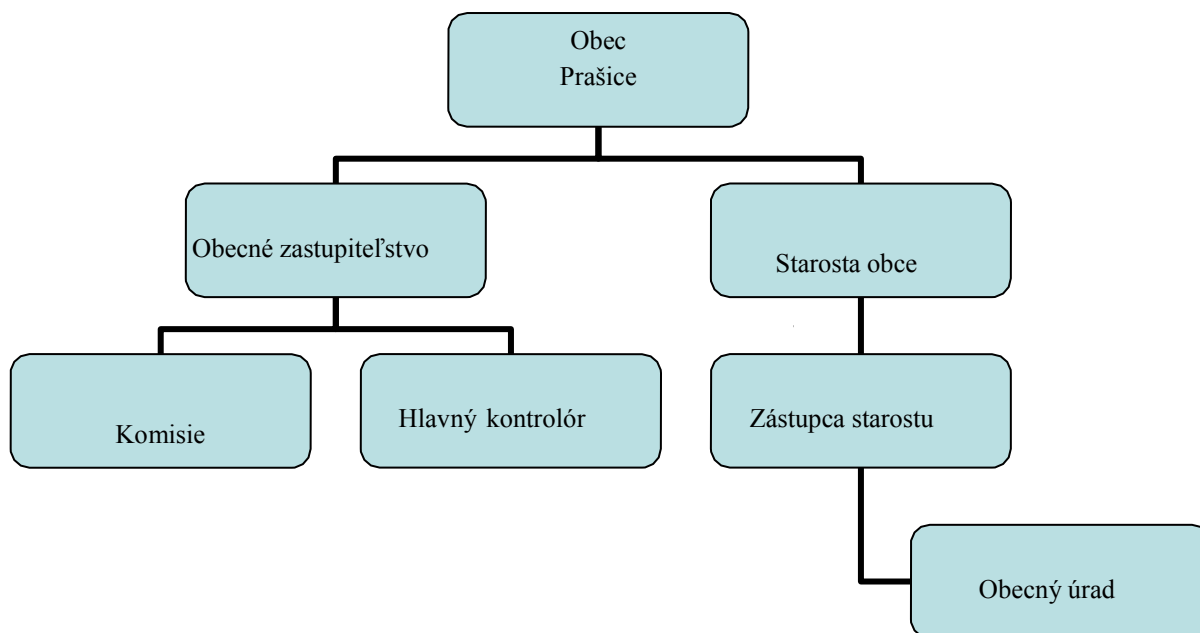 Obec
Prašice
Obecné zastupiteľstvo
Starosta obce
Komisie
Hlavný kontrolór
Zástupca starostu
Obecný úrad